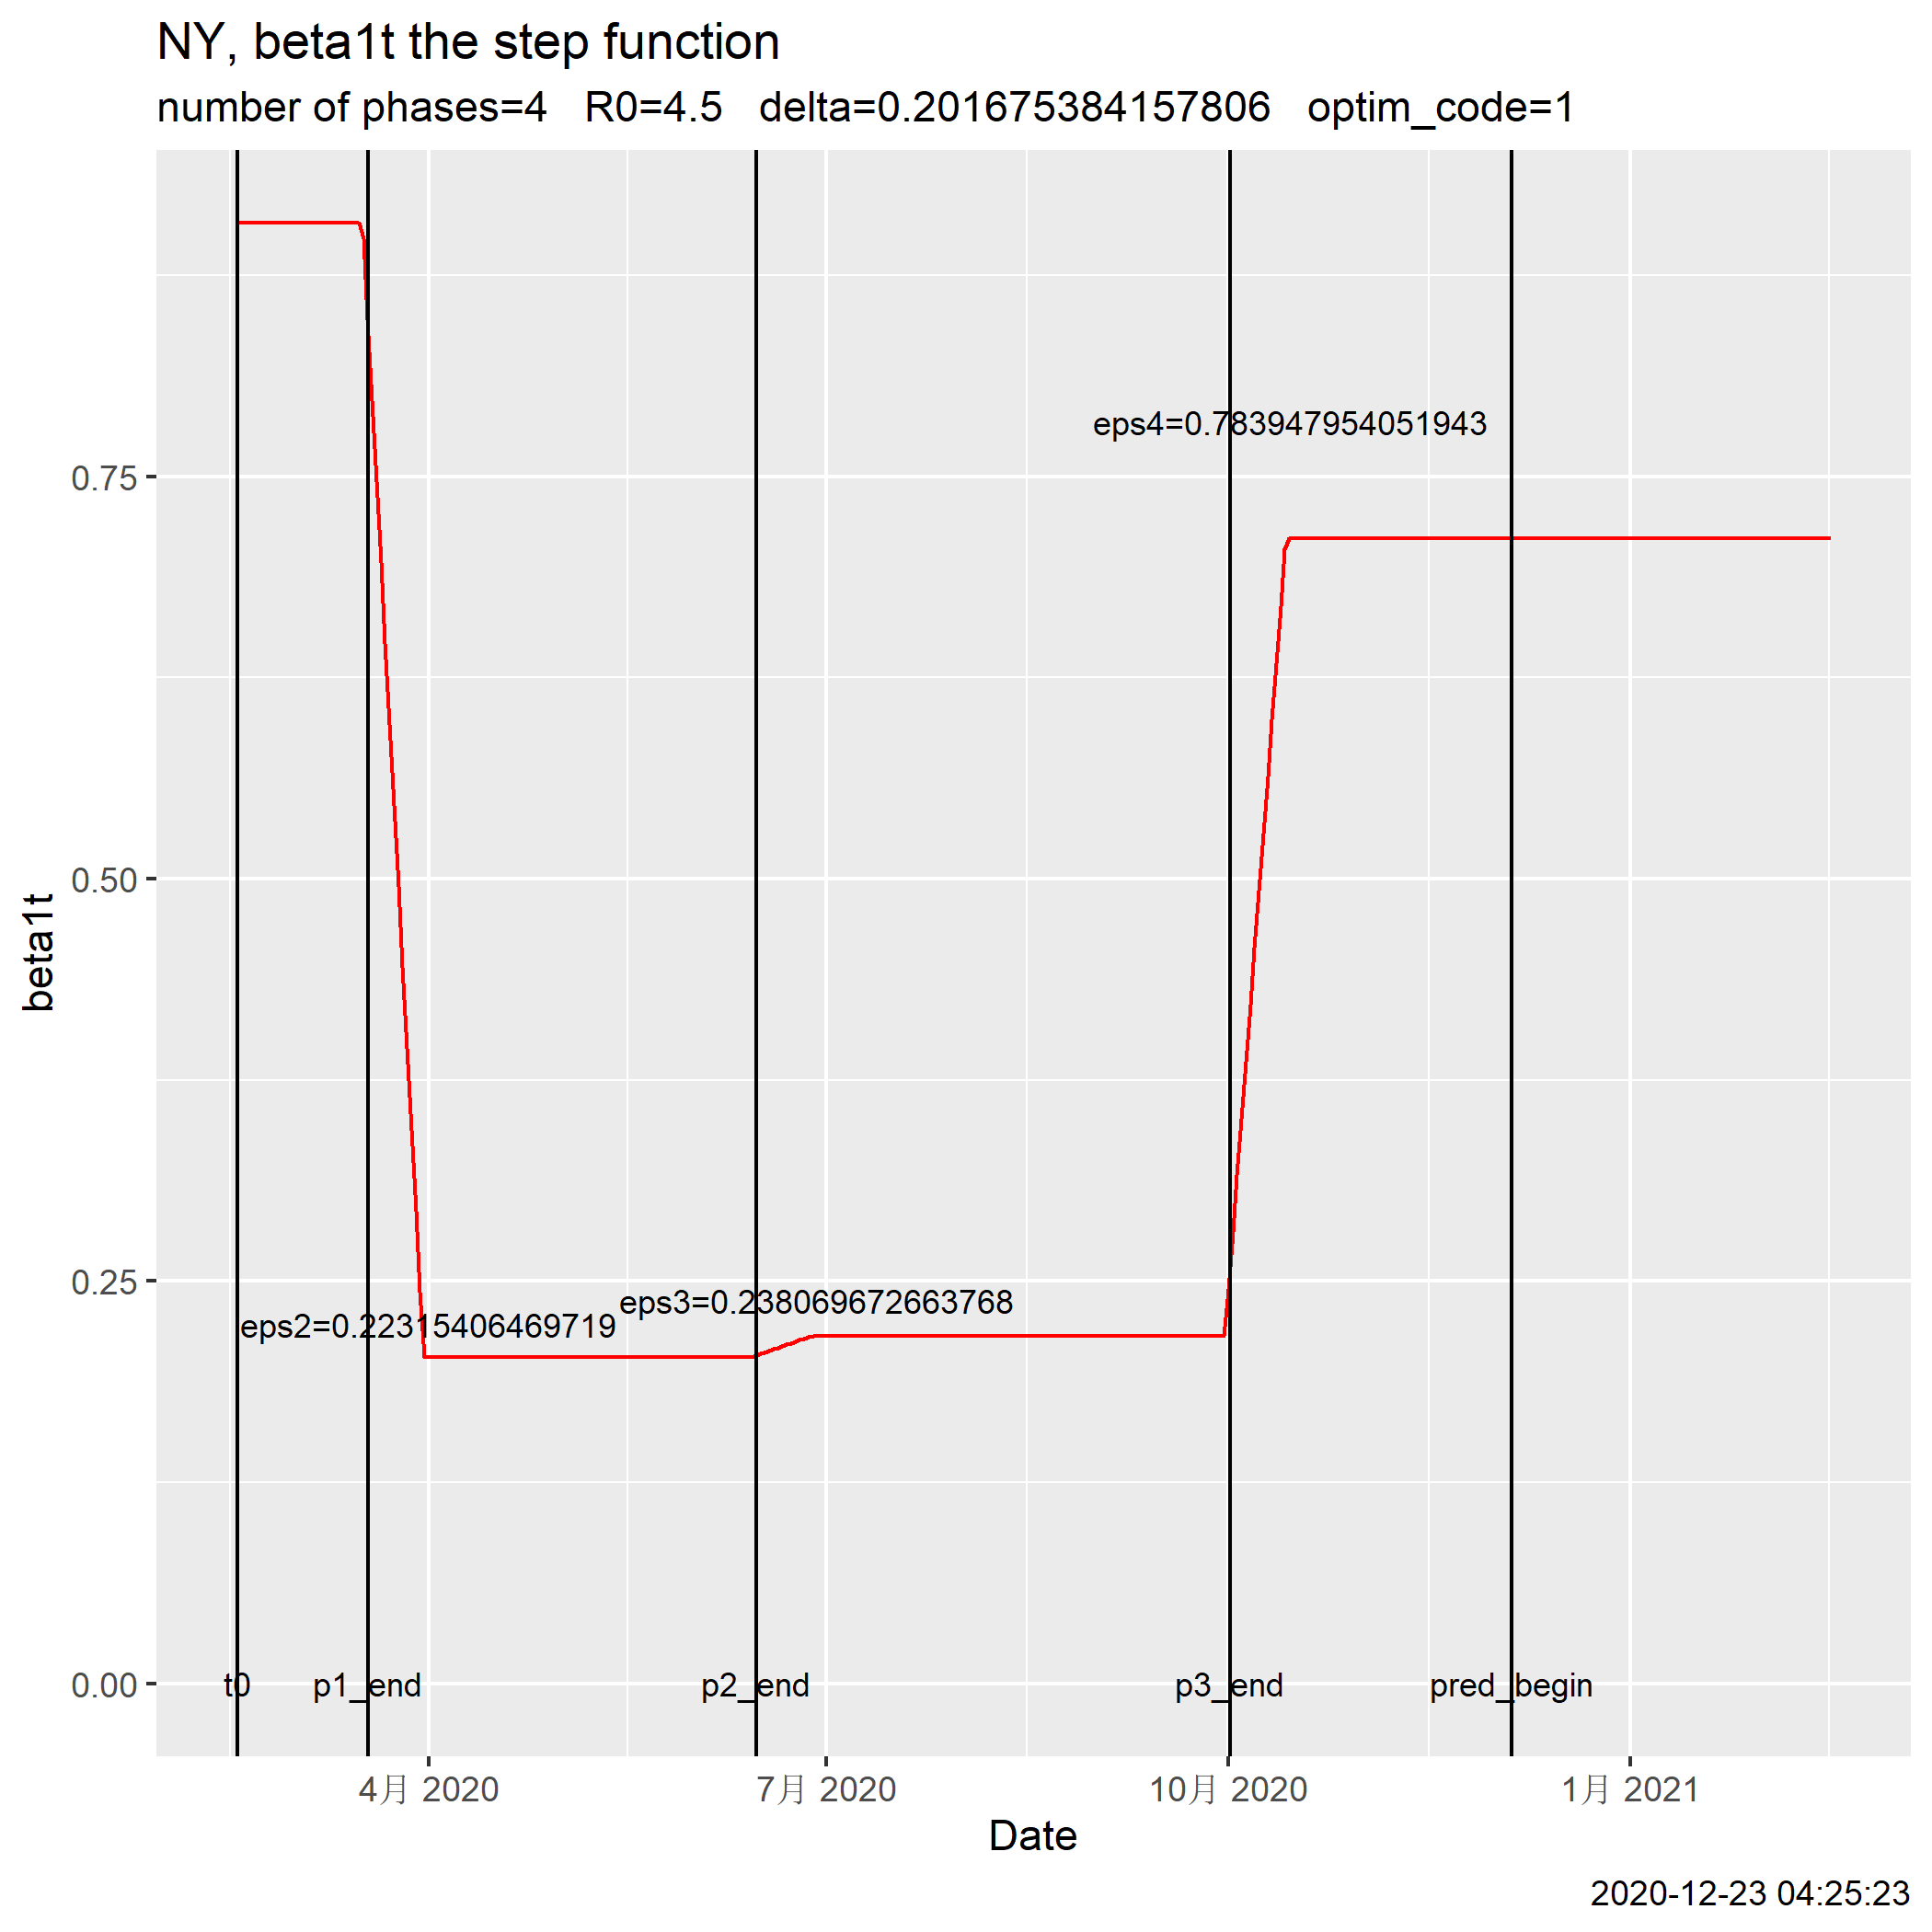 NY, beta1t the step function
number of phases=4   R0=4.5   delta=0.201675384157806   optim_code=1
eps4=0.783947954051943
0.75
0.50
beta1t
0.25
eps3=0.238069672663768
eps2=0.22315406469719
0.00
t0
p1_end
p2_end
p3_end
pred_begin
4月 2020
7月 2020
10月 2020
1月 2021
Date
2020-12-23 04:25:23